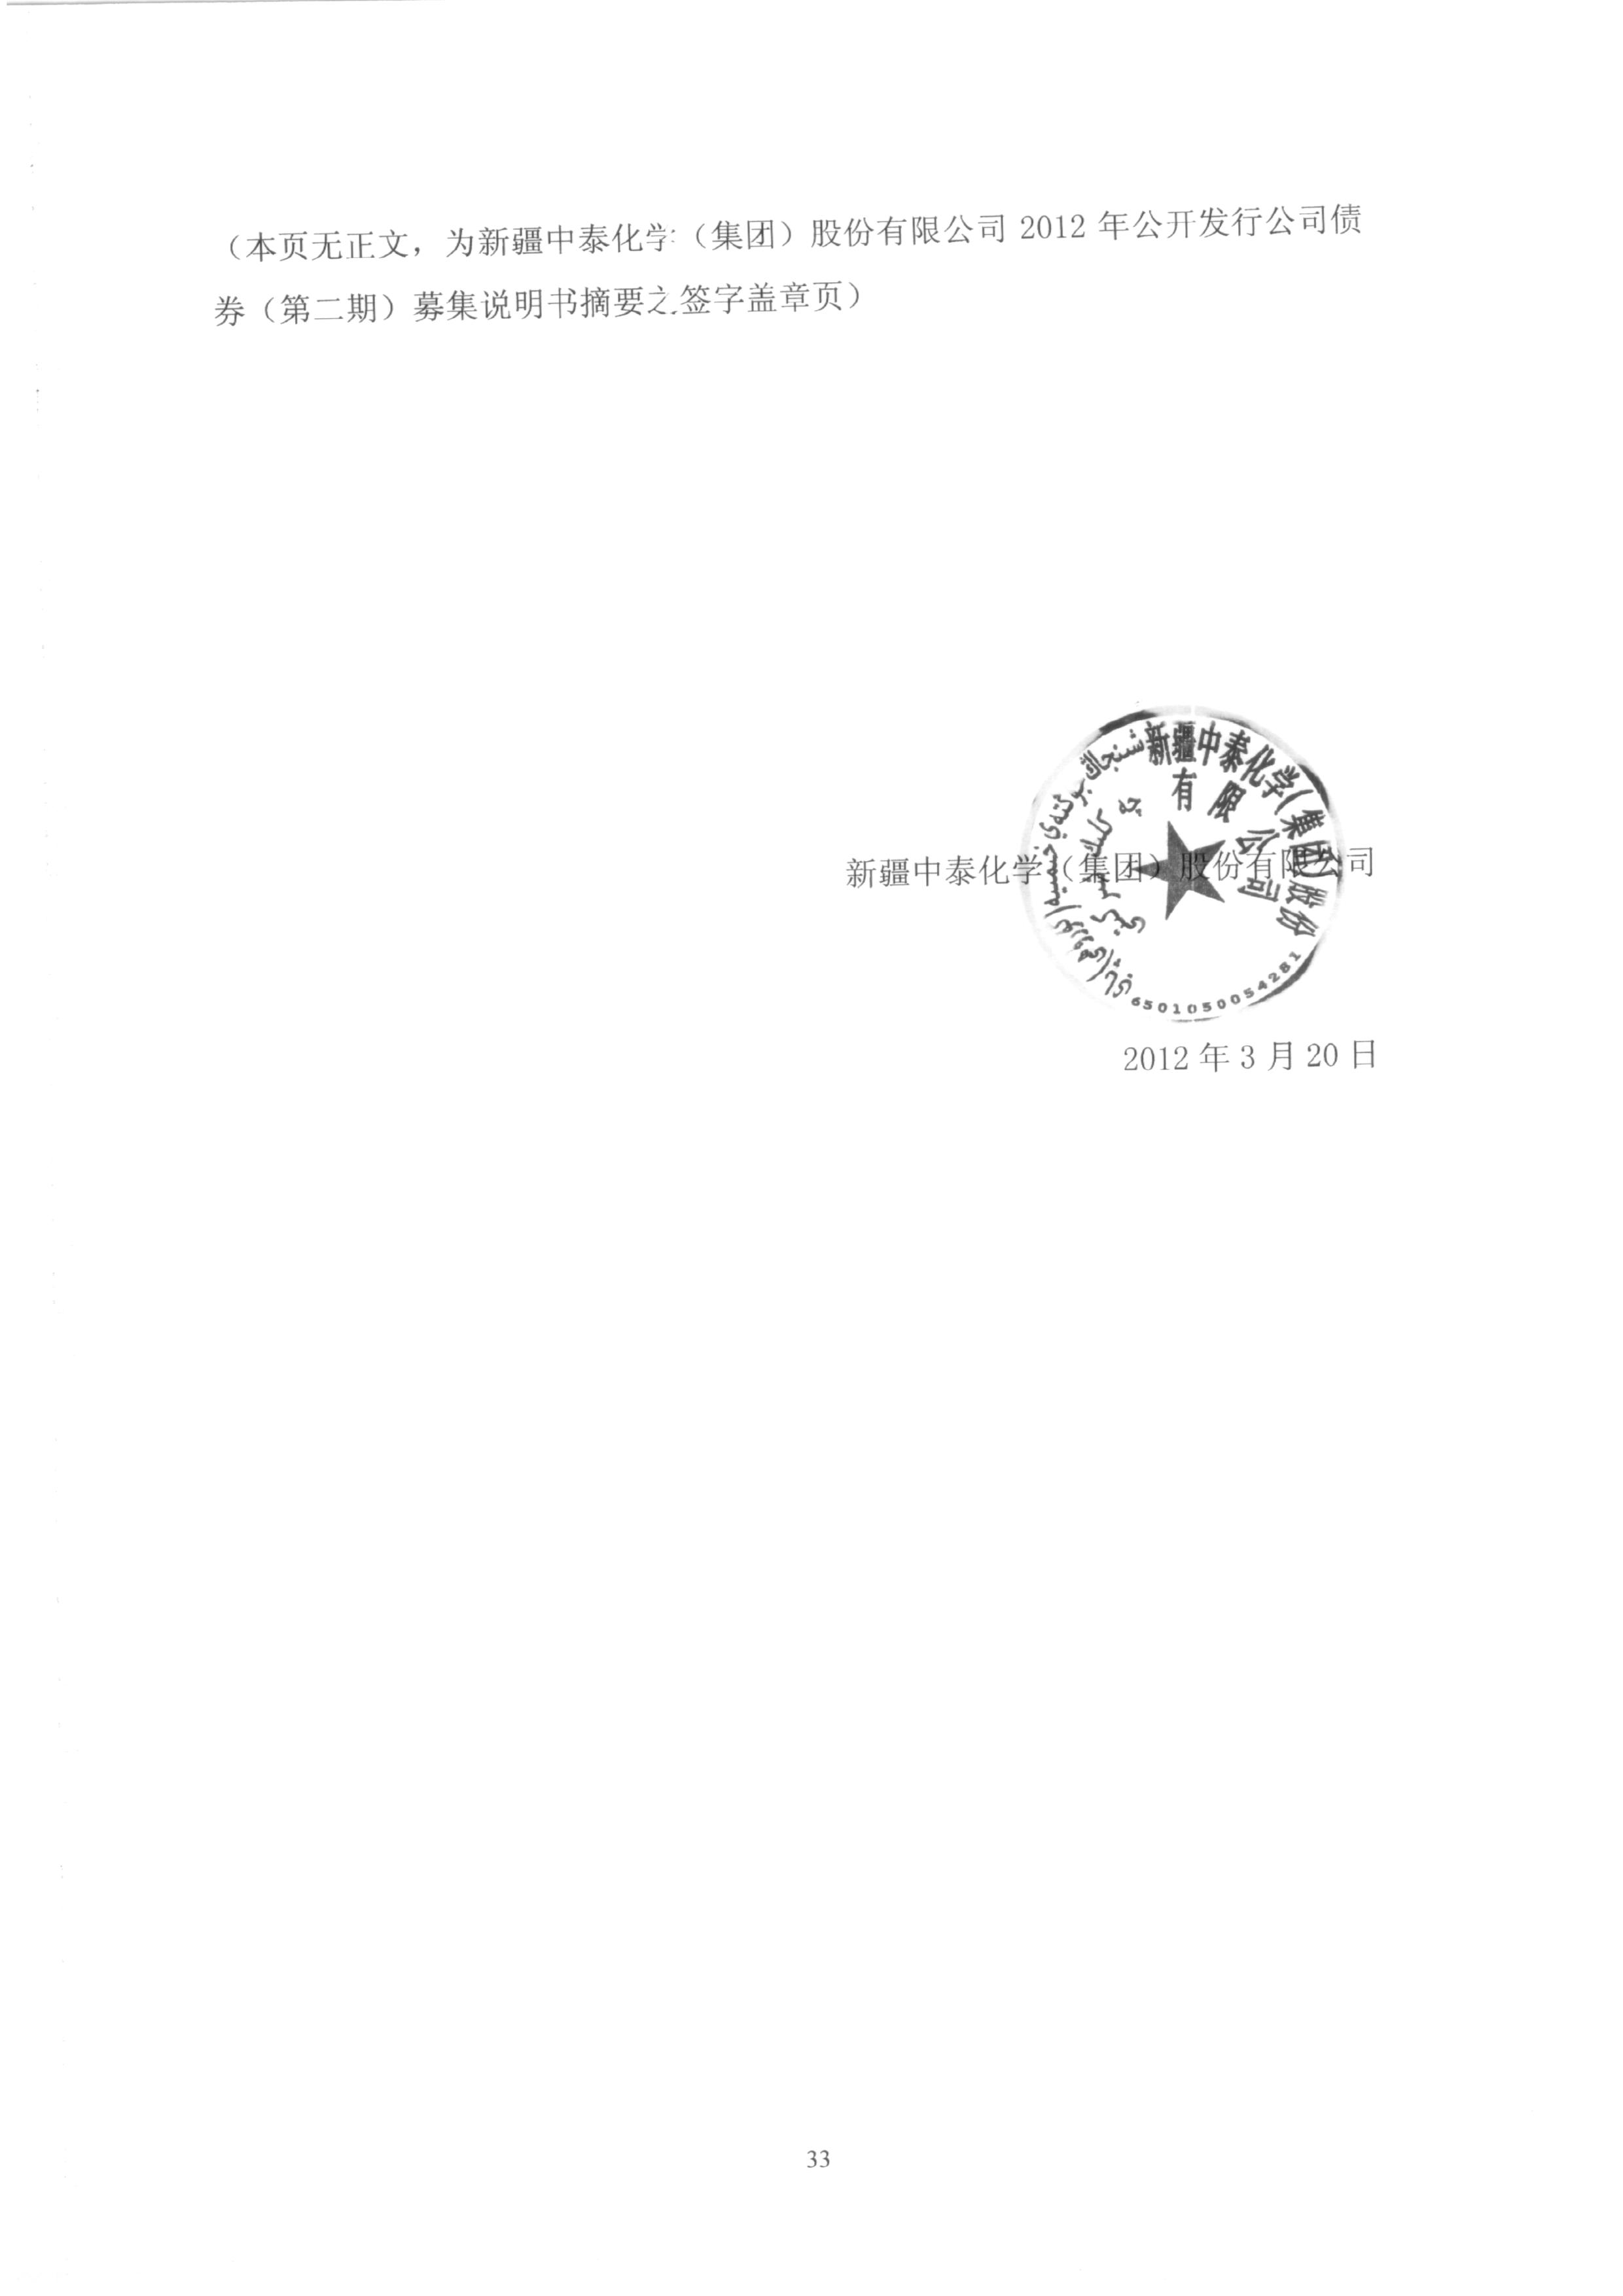 （本页无正文，为新疆中泰化学（集团）股份有限公司 2012 年公开发行公司债
券（第二期）募集说明书摘要之签字盖章页）
新疆中泰化学（集团）股份
有限公司
新疆中泰化学（集团）股份有限公司
6501050054281
2012 年 3 月 20 日
33